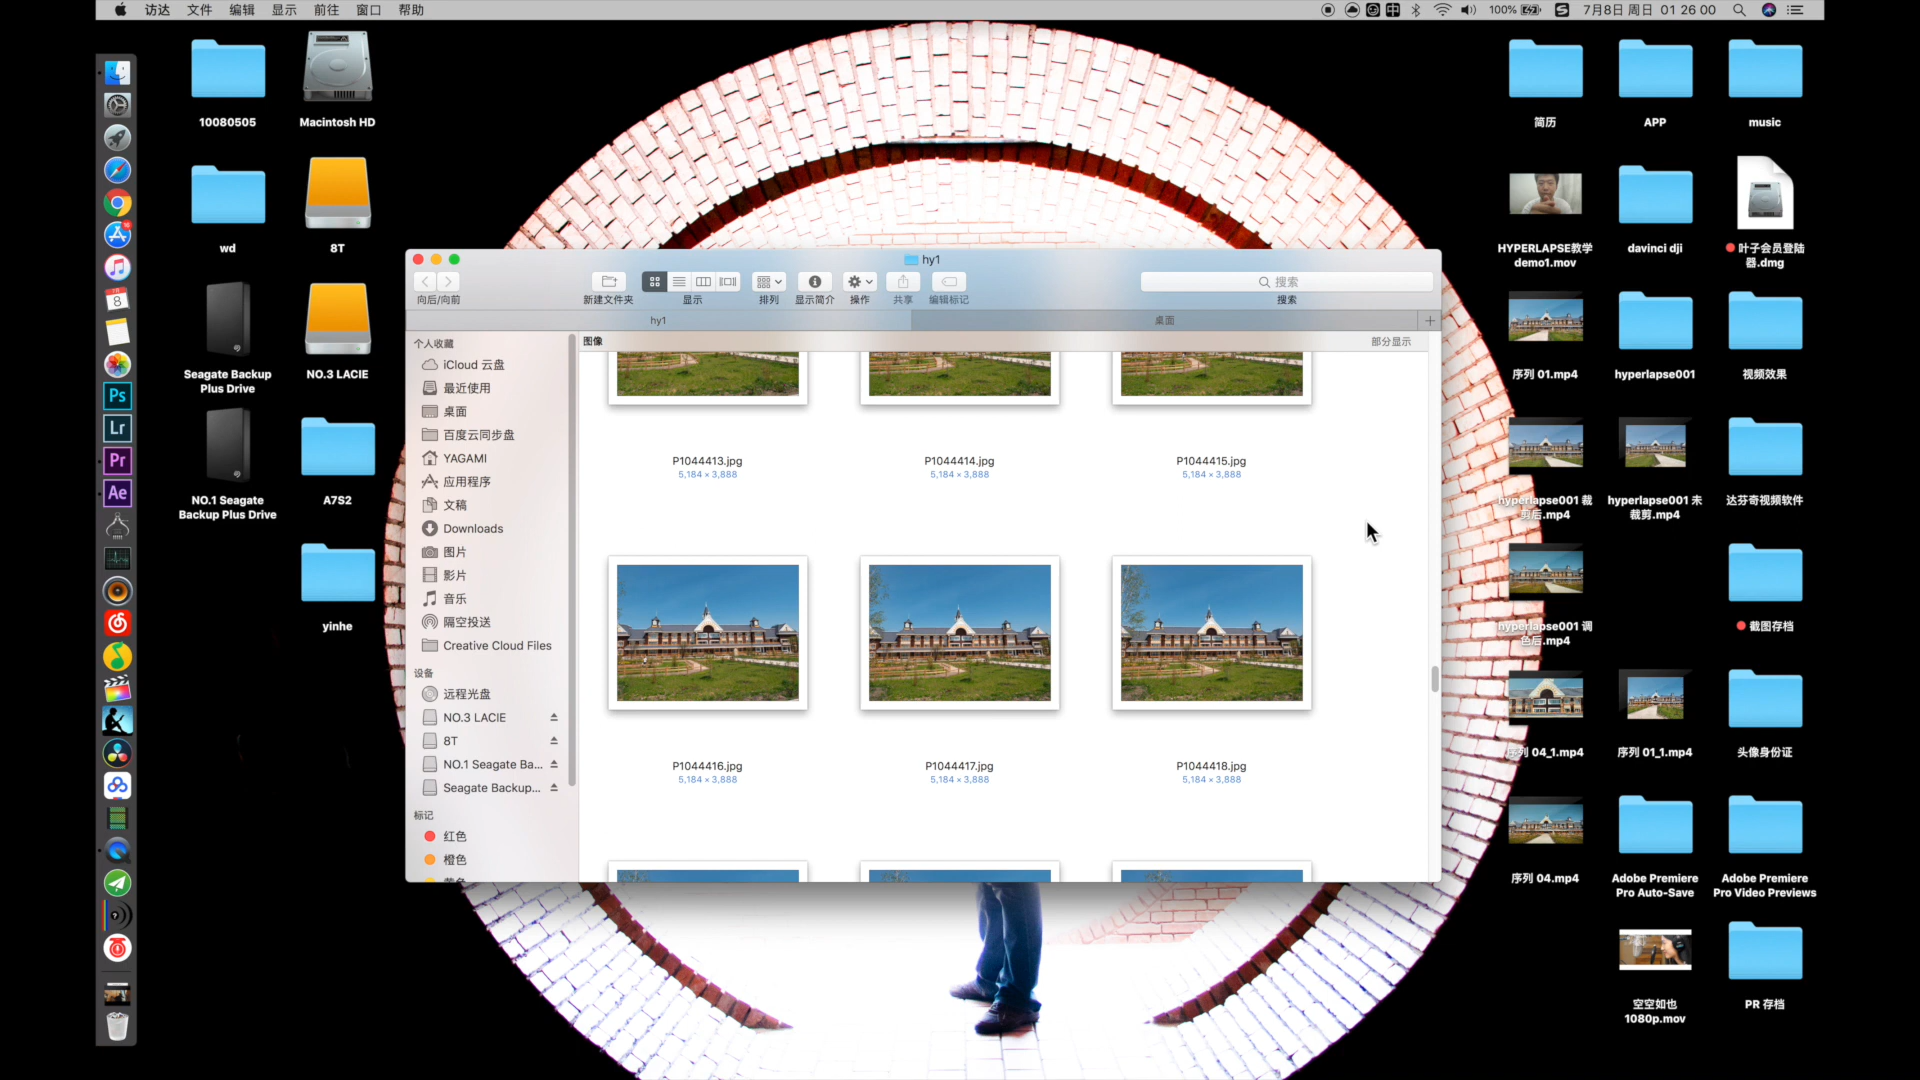 访达 文件 编辑 显示 前往 窗口 帮助
100%
7月8日 周日 01 26 00
10080505
Macintosh HD
wd
8T
Seagate Backup
Plus Drive
NO.3 LACIE
NO.1 Seagate
Backup Plus Drive
A7S2
yinhe
8
Ps
Lr
Pr
Ae
hy1
向后/向前
新建文件夹
显示
排列
显示简介
操作
共享
编辑标记
搜索
搜索
hy1
桌面
个人收藏
iCloud 云盘
最近使用
桌面
百度云同步盘
YAGAMI
应用程序
文稿
Downloads
图片
影片
音乐
隔空投送
Creative Cloud Files
设备
远程光盘
NO.3 LACIE
8T
NO.1 Seagate Ba...
Seagate Backup...
标记
红色
橙色
图像
部分显示
P1044413.jpg
5,184 × 3,888
P1044414.jpg
5,184 × 3,888
P1044415.jpg
5,184 × 3,888
P1044416.jpg
5,184 × 3,888
P1044417.jpg
5,184 × 3,888
P1044418.jpg
5,184 × 3,888
简历
APP
music
HYPERLAPSE教学
demo1.mov
davinci dji
叶子会员登陆
器.dmg
序列 01.mp4
hyperlapse001
视频效果
hyperlapse001 裁
剪后.mp4
hyperlapse001 未
裁剪.mp4
达芬奇视频软件
hyperlapse001 调
色后.mp4
截图存档
序列 04_1.mp4
序列 01_1.mp4
头像身份证
序列 04.mp4
Adobe Premiere
Pro Auto-Save
Adobe Premiere
Pro Video Previews
空空如也
1080p.mov
PR 存档